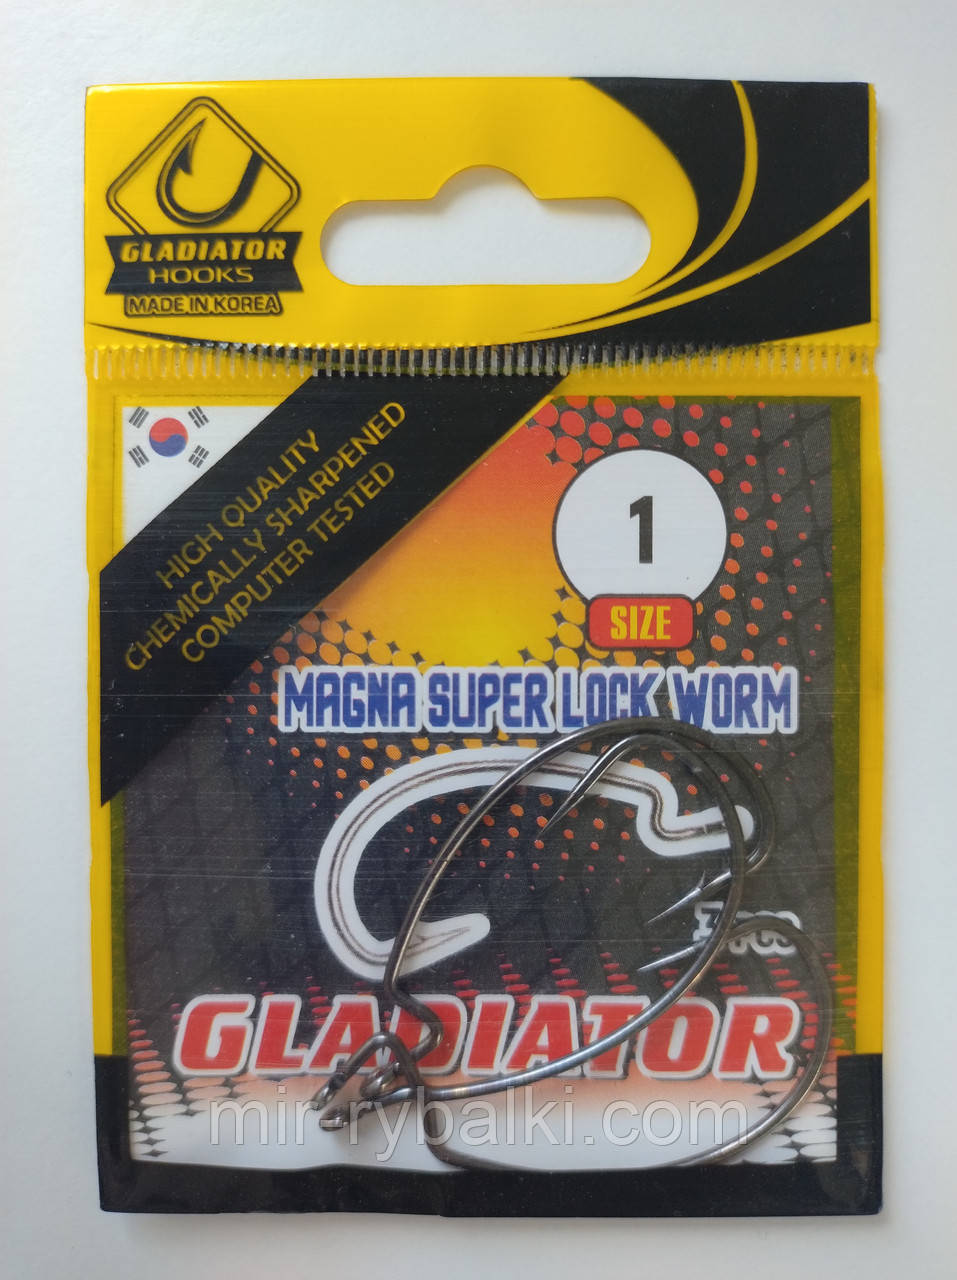 GLADIATOR
HOOKS
MADE IN KOREA
HIGH QUALITY
CHEMICALLY SHARPENED
COMPUTER TESTED
1
SIZE
MAGNA SUPER LOCK WORM
GLADIATOR
mir-rybalki.com